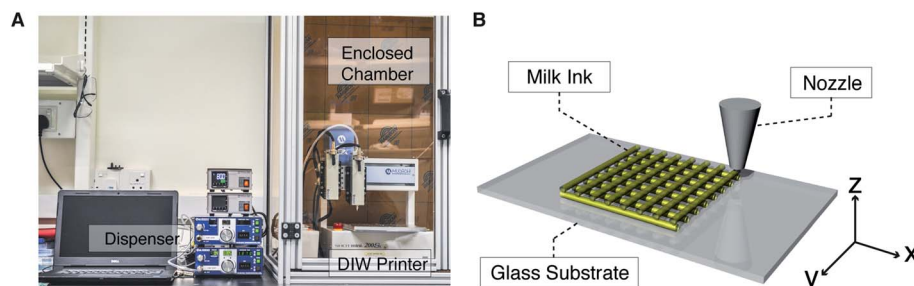 A
Enclosed
Chamber
Dispenser
DIW Printer
B
Milk Ink
Nozzle
Glass Substrate
Z
X
Y